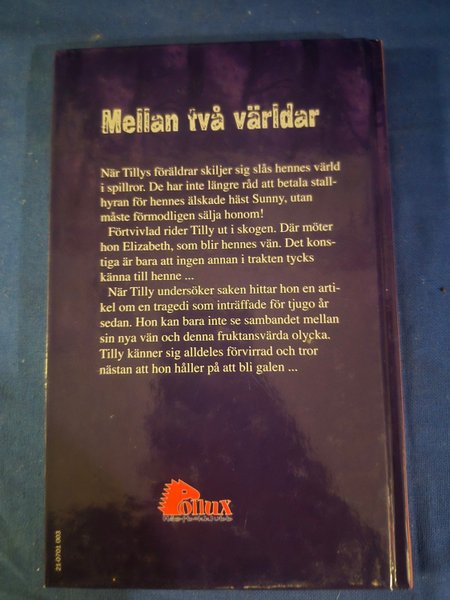 Mellan två världar
När Tillys föräldrar skiljer sig slås hennes värld
i spillror. De har inte längre råd att betala stall-
hyran för hennes älskade häst Sunny, utan
måste förmodligen sälja honom!
Förtvivlad rider Tilly ut i skogen. Där möter
hon Elizabeth, som blir hennes vän. Det kons-
tiga är bara att ingen annan i trakten tycks
känna till henne ...
När Tilly undersöker saken hittar hon en arti-
kel om en tragedi som inträffade för tjugo år
sedan. Hon kan bara inte se sambandet mellan
sin nya vän och denna fruktansvärda olycka.
Tilly känner sig alldeles förvirrad och tror
nästan att hon håller på att bli galen ...
Pollux
21-0701 003